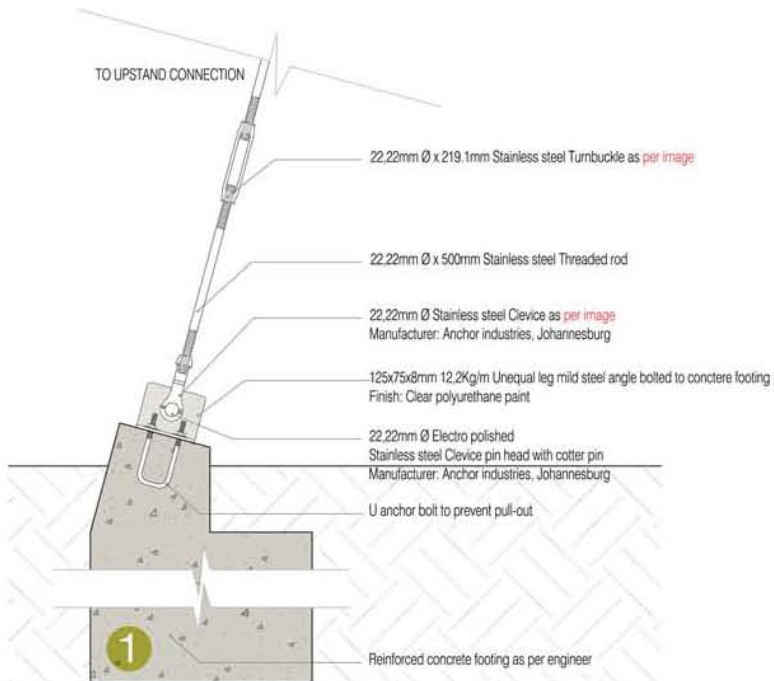 TO UPSTAND CONNECTION
22,22mm Ø x 219.1mm Stainless steel Turnbuckle as per image
22,22mm Ø x 500mm Stainless steel Threaded rod
22,22mm Ø Stainless steel Clevice as per image
Manufacturer: Anchor industries, Johannesburg
125x75x8mm 12,2Kg/m Unequal leg mild steel angle bolted to conctere footing
Finish: Clear polyurethane paint
22,22mm Ø Electro polished
Stainless steel Clevice pin head with cotter pin
Manufacturer: Anchor industries, Johannesburg
U anchor bolt to prevent pull-out
1
Reinforced concrete footing as per engineer